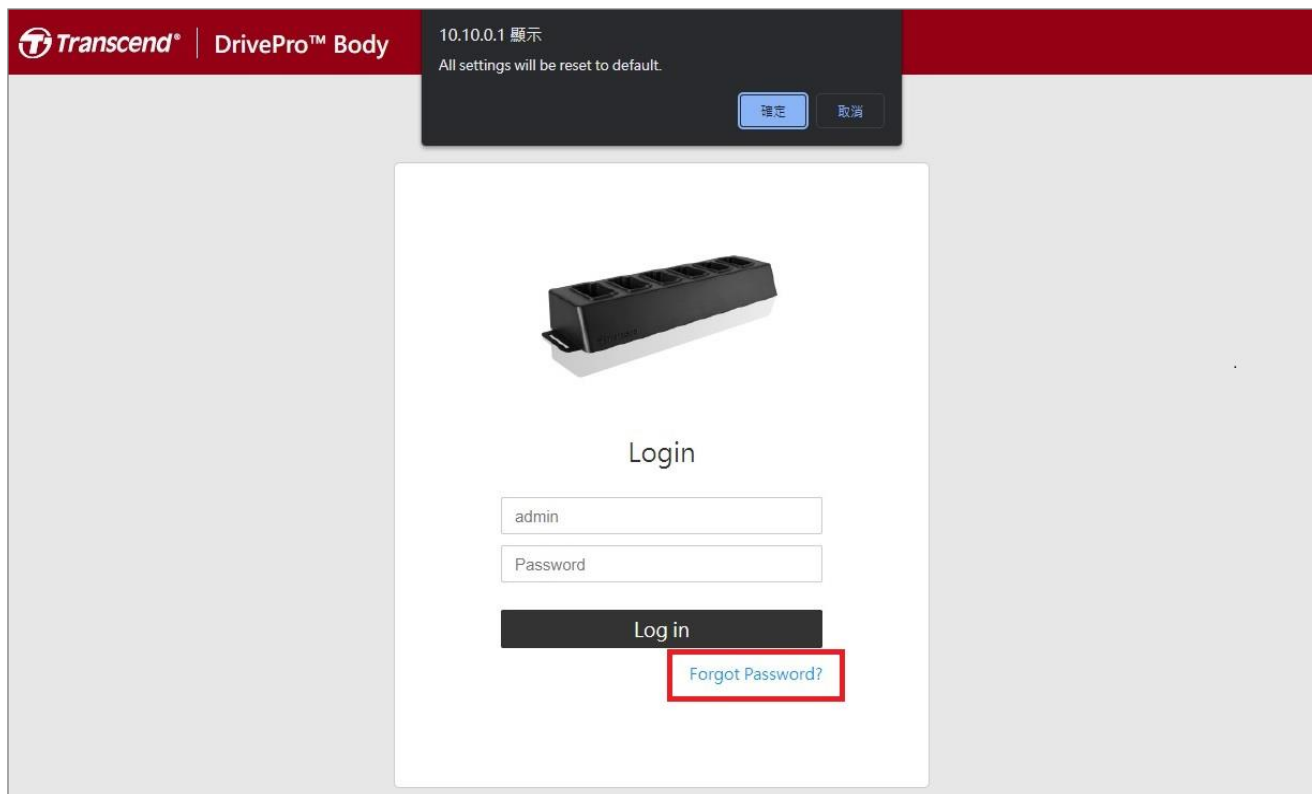 Transcend® | DrivePro™ Body
10.10.0.1 顯示
All settings will be reset to default.
確定 取消
Login
admin
Password
Log in
Forgot Password?